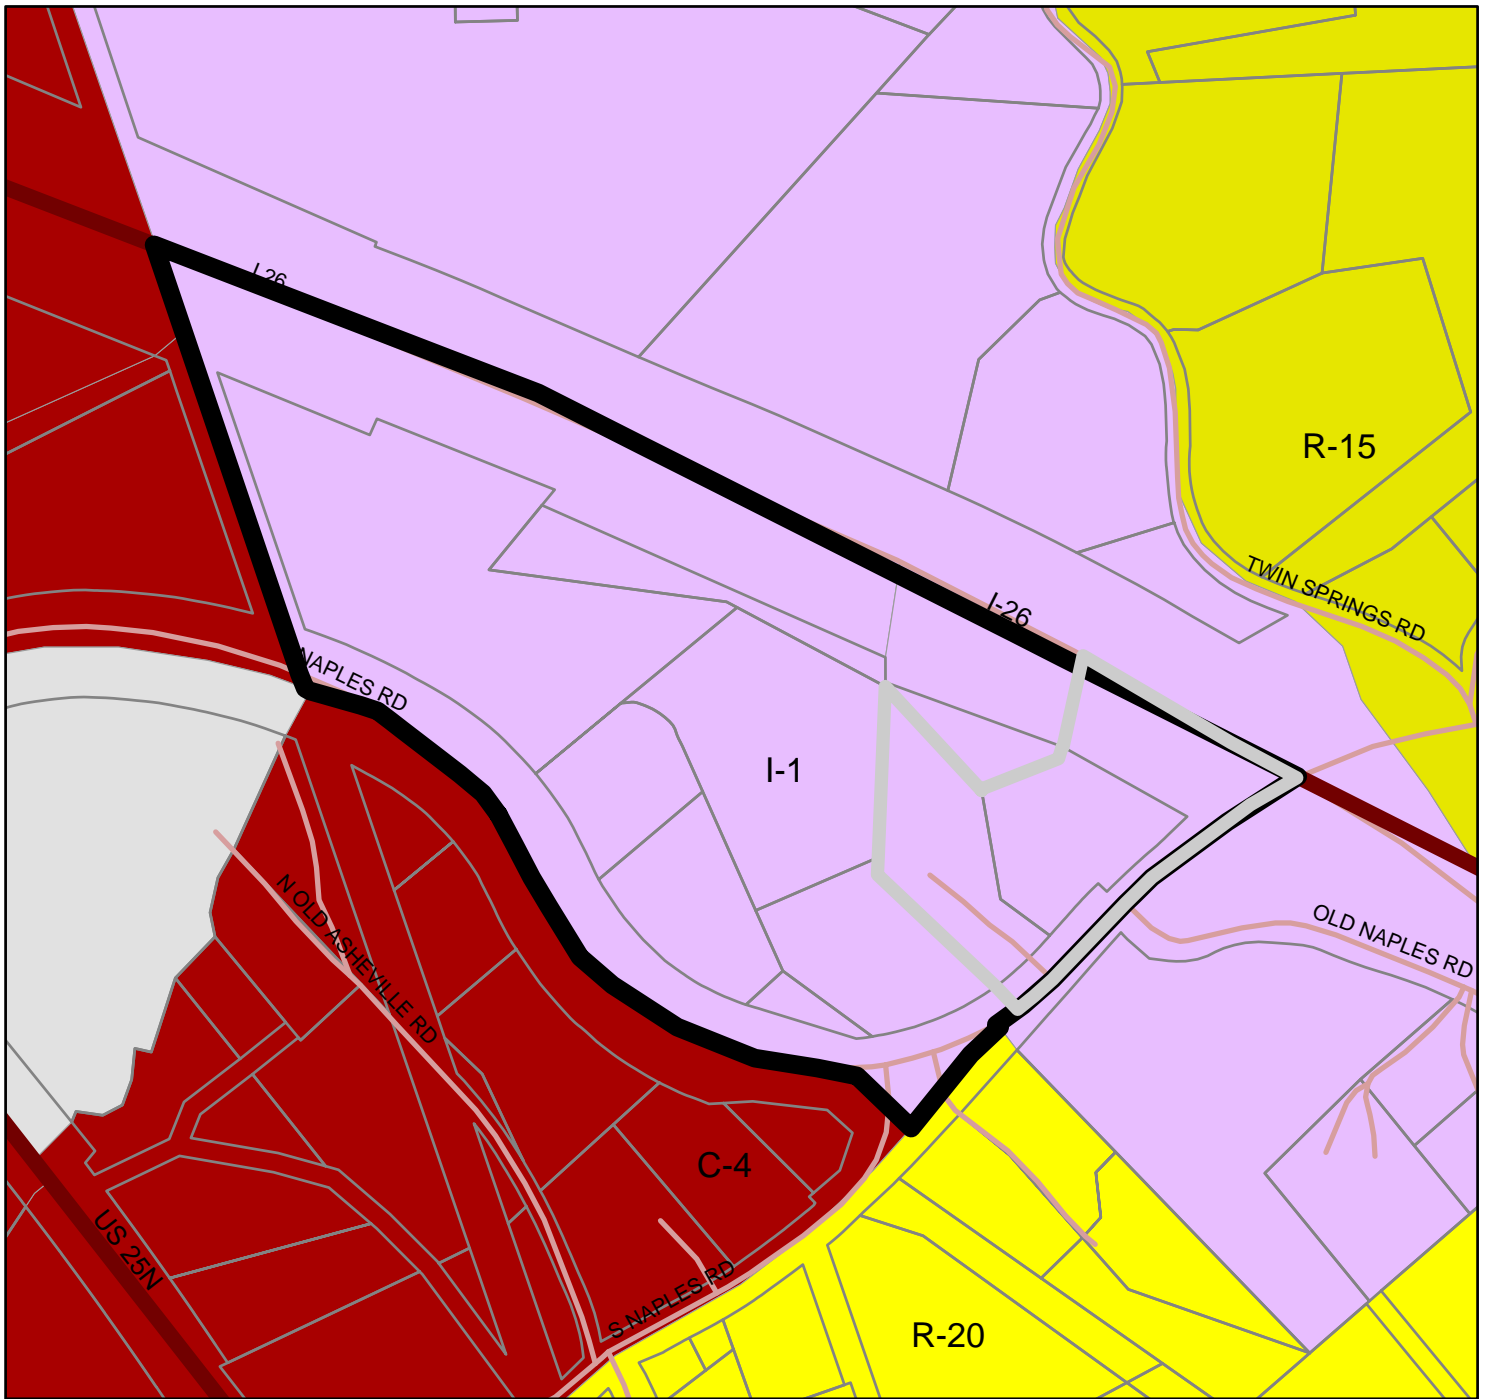 I-26
R-15
TWIN SPRINGS RD
I-26
NAPLES RD
I-1
N OLD ASHEVILLE RD
OLD NAPLES RD
C-4
US 25N
S NAPLES RD
R-20